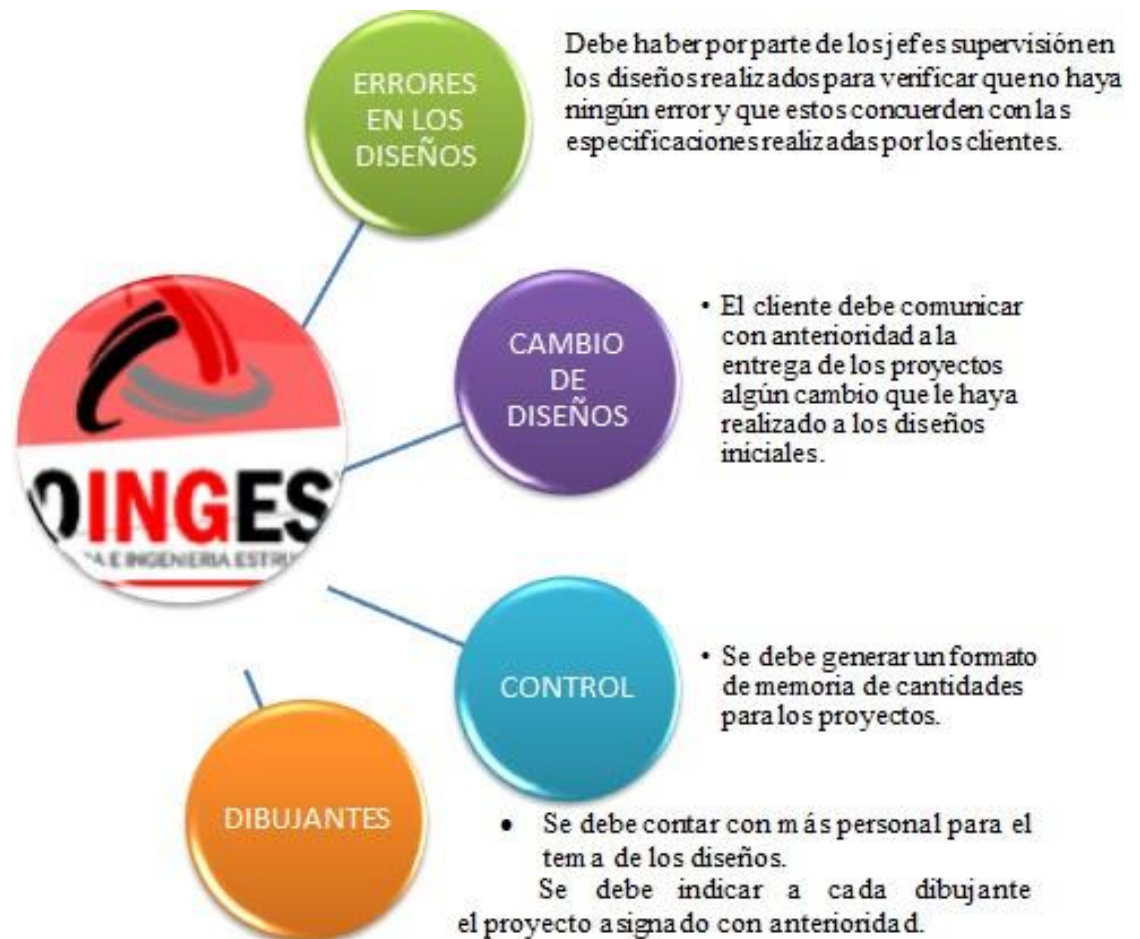 ERRORES
EN LOS
DISEÑOS
Debe haber por parte de los jefes supervisión en
los diseños realizados para verificar que no haya
ningún error y que estos concuerden con las
especificaciones realizadas por los clientes.
CAMBIO
DE
DISEÑOS
• El cliente debe comunicar
con anterioridad a la
entrega de los proyectos
algún cambio que le haya
realizado a los diseños
iniciales.
OINGES
A E INGENIERIA ESTRU
CONTROL
• Se debe generar un formato
de memoria de cantidades
para los proyectos.
DIBUJANTES
• Se debe contar con más personal para el
tema de los diseños.
Se debe indicar a cada dibujante
el proyecto asignado con anterioridad.